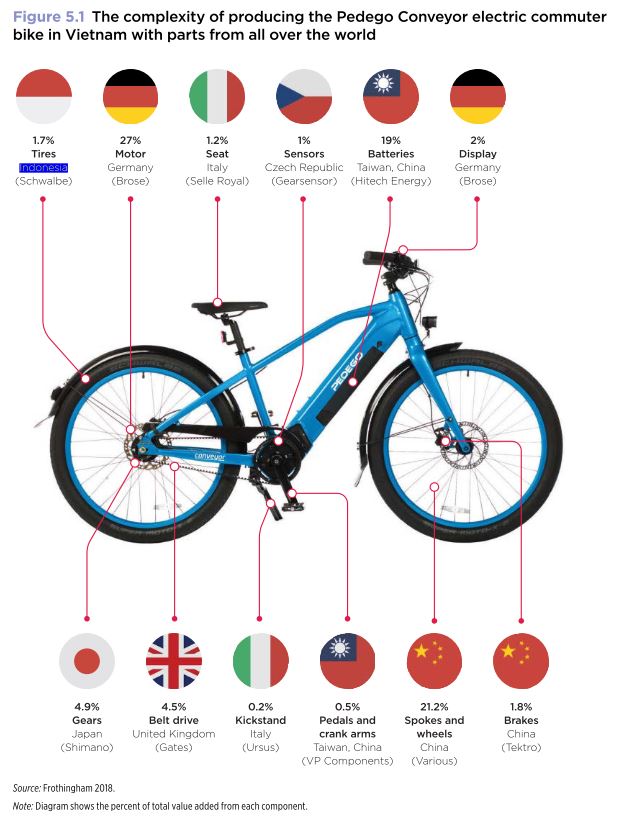 Figure 5.1 The complexity of producing the Pedego Conveyor electric commuter
bike in Vietnam with parts from all over the world
1.7%
Tires
Indonesia
(Schwalbe)
27%
Motor
Germany
(Brose)
1.2%
Seat
Italy
(Selle Royal)
1%
Sensors
Czech Republic
(Gearsensor)
19%
Batteries
Taiwan, China
(Hitech Energy)
2%
Display
Germany
(Brose)
PEDEGO
conveyor
4.9%
Gears
Japan
(Shimano)
4.5%
Belt drive
United Kingdom
(Gates)
0.2%
Kickstand
Italy
(Ursus)
0.5%
Pedals and
crank arms
Taiwan, China
(VP Components)
21.2%
Spokes and
wheels
China
(Various)
1.8%
Brakes
China
(Tektro)
Source: Frothingham 2018.
Note: Diagram shows the percent of total value added from each component.